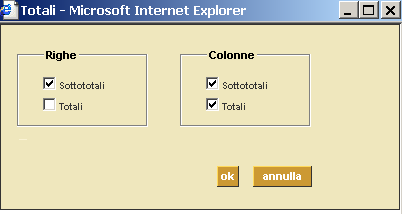 Totali - Microsoft Internet Explorer
Righe
Sottototali
Totali
Colonne
Sottototali
Totali
ok annulla